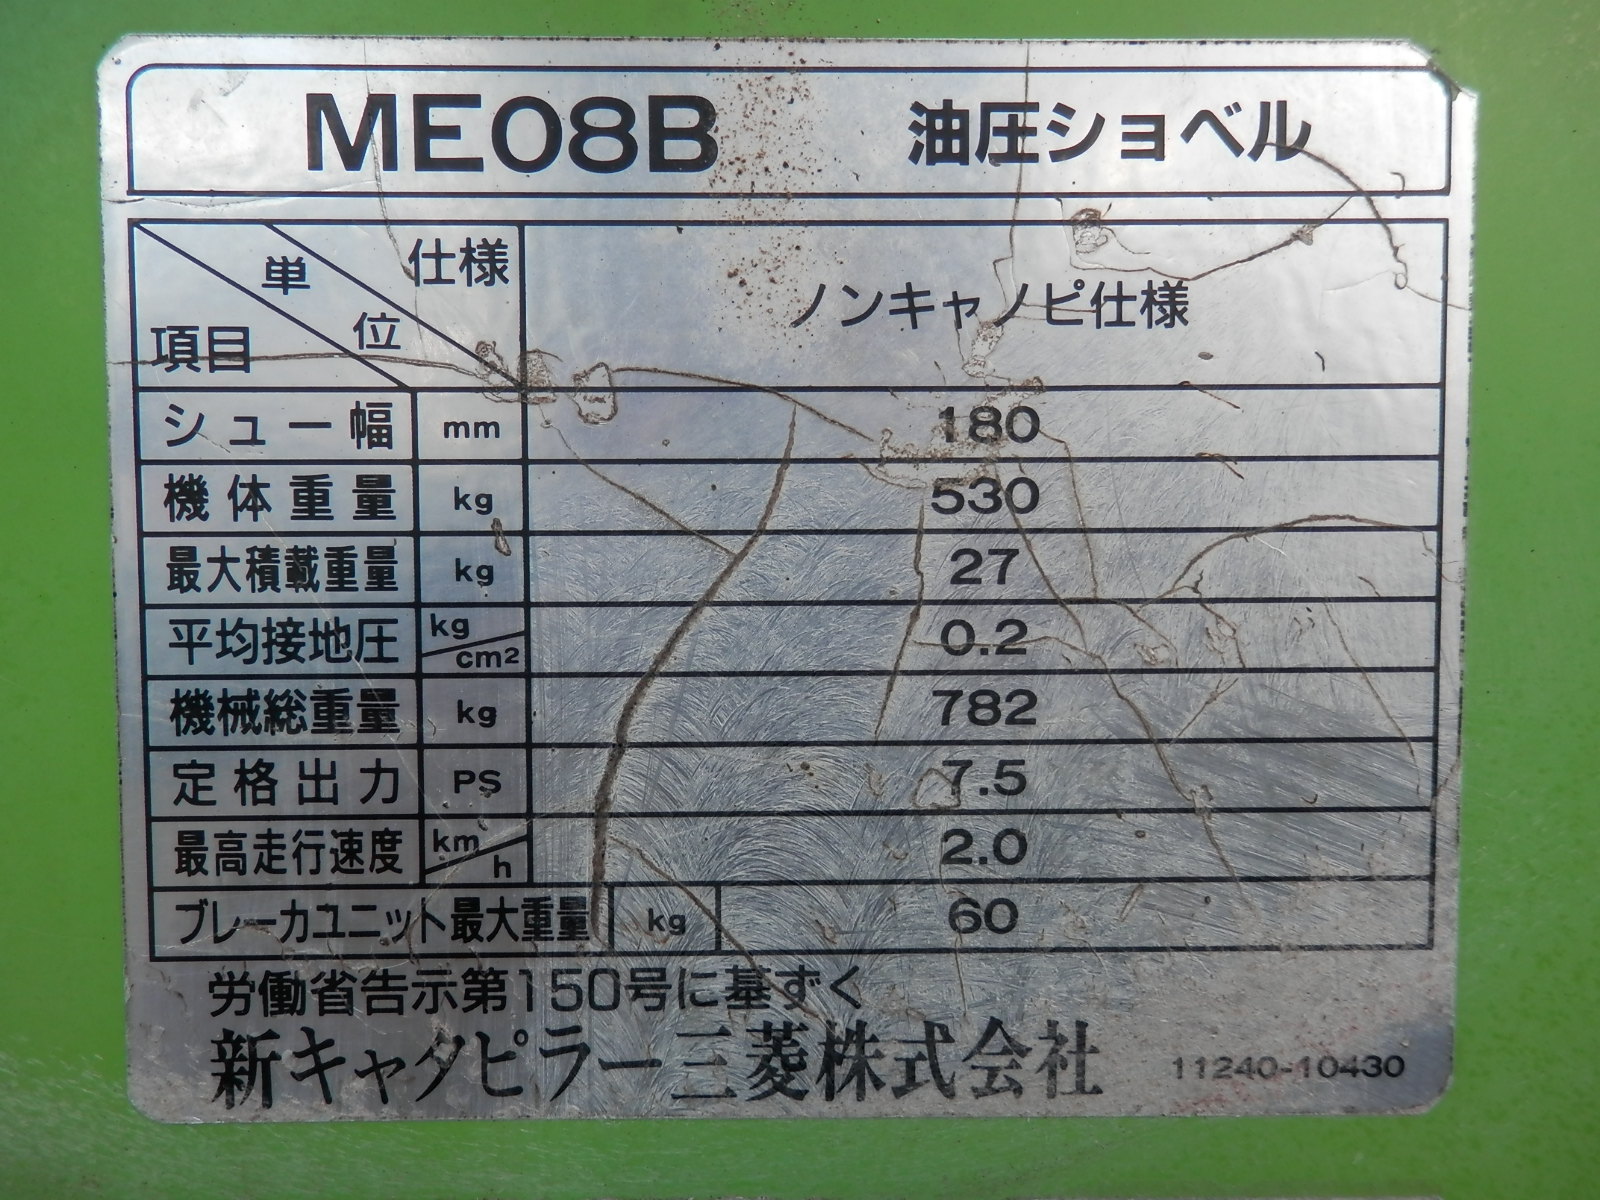 ME08B 油圧ショベル
単位 仕様 項目 ノンキャノピ仕様
シュー幅 mm 180
機体重量 kg 530
最大積載重量 kg 27
平均接地圧 kg/cm2 0.2
機械総重量 kg 782
定格出力 PS 7.5
最高走行速度 km/h 2.0
ブレーカユニット最大重量 kg 60
労働省告示第150号に基ずく
新キャタピラー三菱株式会社 11240-10430